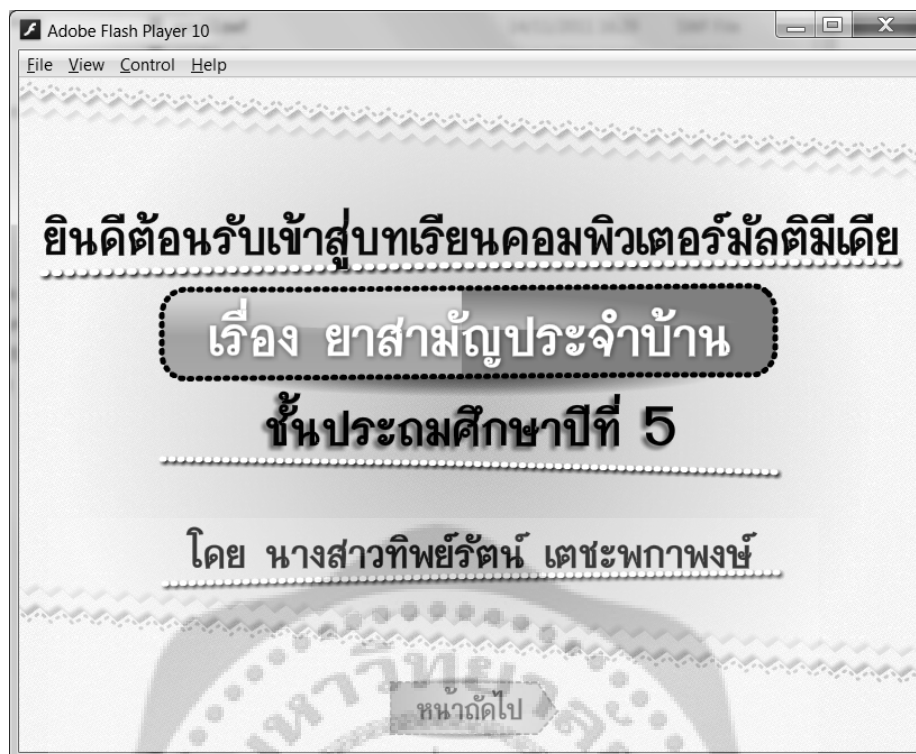 Adobe Flash Player 10
File View Control Help
ยินดีต้อนรับเข้าสู่บทเรียนคอมพิวเตอร์มัลติมีเดีย
เรื่อง ยาสามัญประจำบ้าน
ชั้นประถมศึกษาปีที่ 5
โดย นางสาวทิพย์รัตน์ เตชะพกาพงษ์
หน้าถัดไป